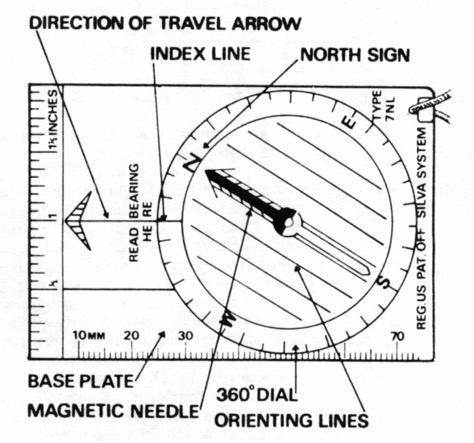 DIRECTION OF TRAVEL ARROW
INDEX LINE
NORTH SIGN
1½ INCHES
1
½
READ BEARING
HERE
N
E
S
W
TYPE
7NL
REG. US PAT. OFF SILVA SYSTEM
10MM 20 30 70
BASE PLATE
MAGNETIC NEEDLE
360° DIAL
ORIENTING LINES